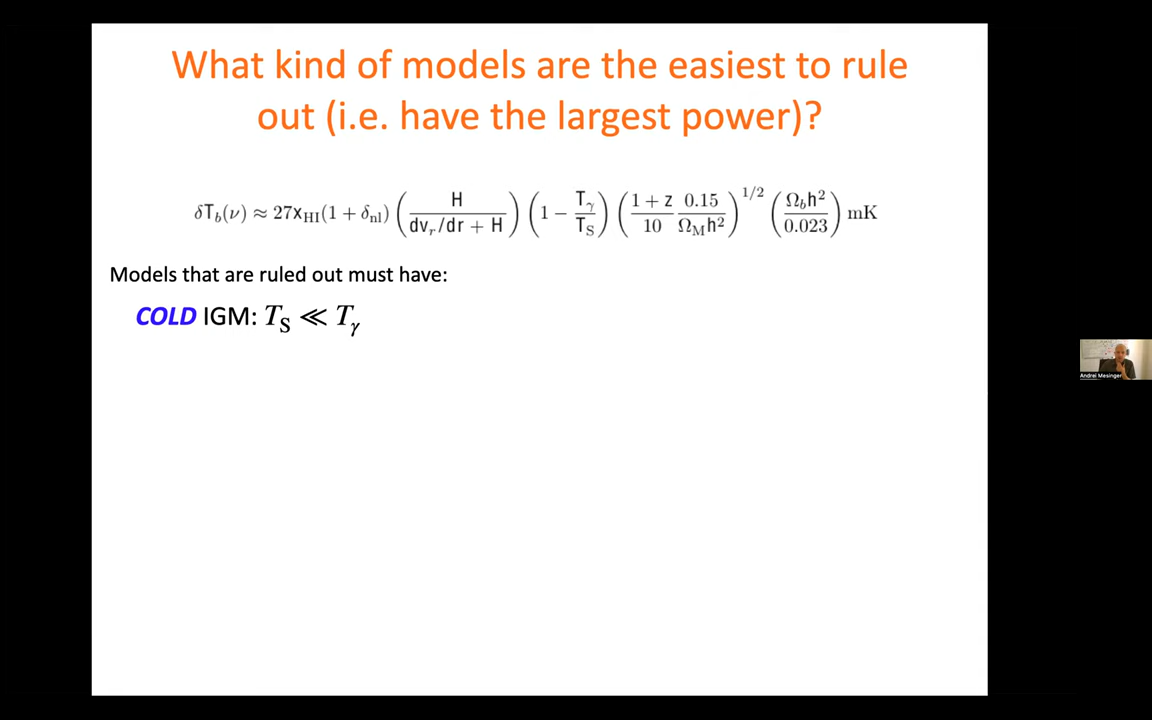 What kind of models are the easiest to rule
out (i.e. have the largest power)?
δT_b(ν) ≈ 27x_HI(1 + δ_nl) (H / (dv_r/dr + H)) (1 − T_γ/T_S) ((1 + z)/10 · 0.15/(Ω_M h²))^{1/2} (Ω_b h²/0.023) mK
Models that are ruled out must have:
COLD IGM: T_S ≪ T_γ
Andrei Mesinger